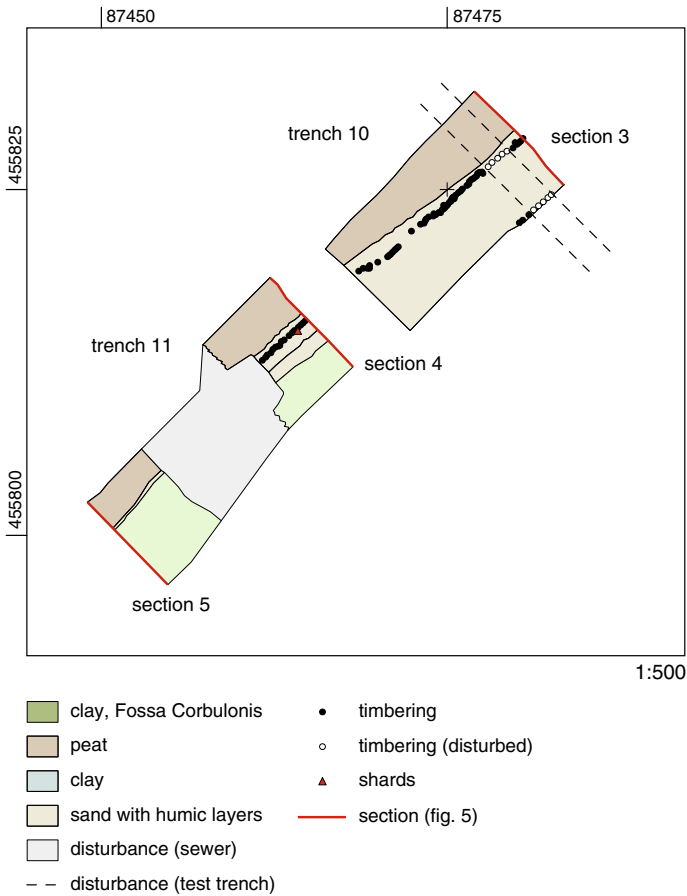 87450
87475
455825
455800
trench 10
section 3
trench 11
section 4
section 5
1:500
clay, Fossa Corbulonis
peat
clay
sand with humic layers
disturbance (sewer)
disturbance (test trench)
timbering
timbering (disturbed)
shards
section (fig. 5)